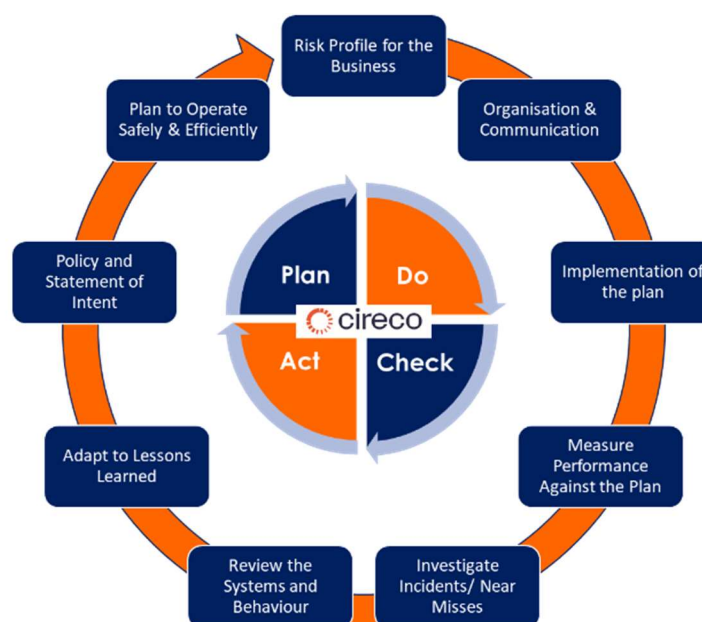 Risk Profile for the
Business
Organisation &
Communication
Implementation of
the plan
Measure
Performance
Against the Plan
Investigate
Incidents/ Near
Misses
Review the
Systems and
Behaviour
Adapt to Lessons
Learned
Policy and
Statement of
Intent
Plan to Operate
Safely & Efficiently
Plan
Do
cireco
Act
Check